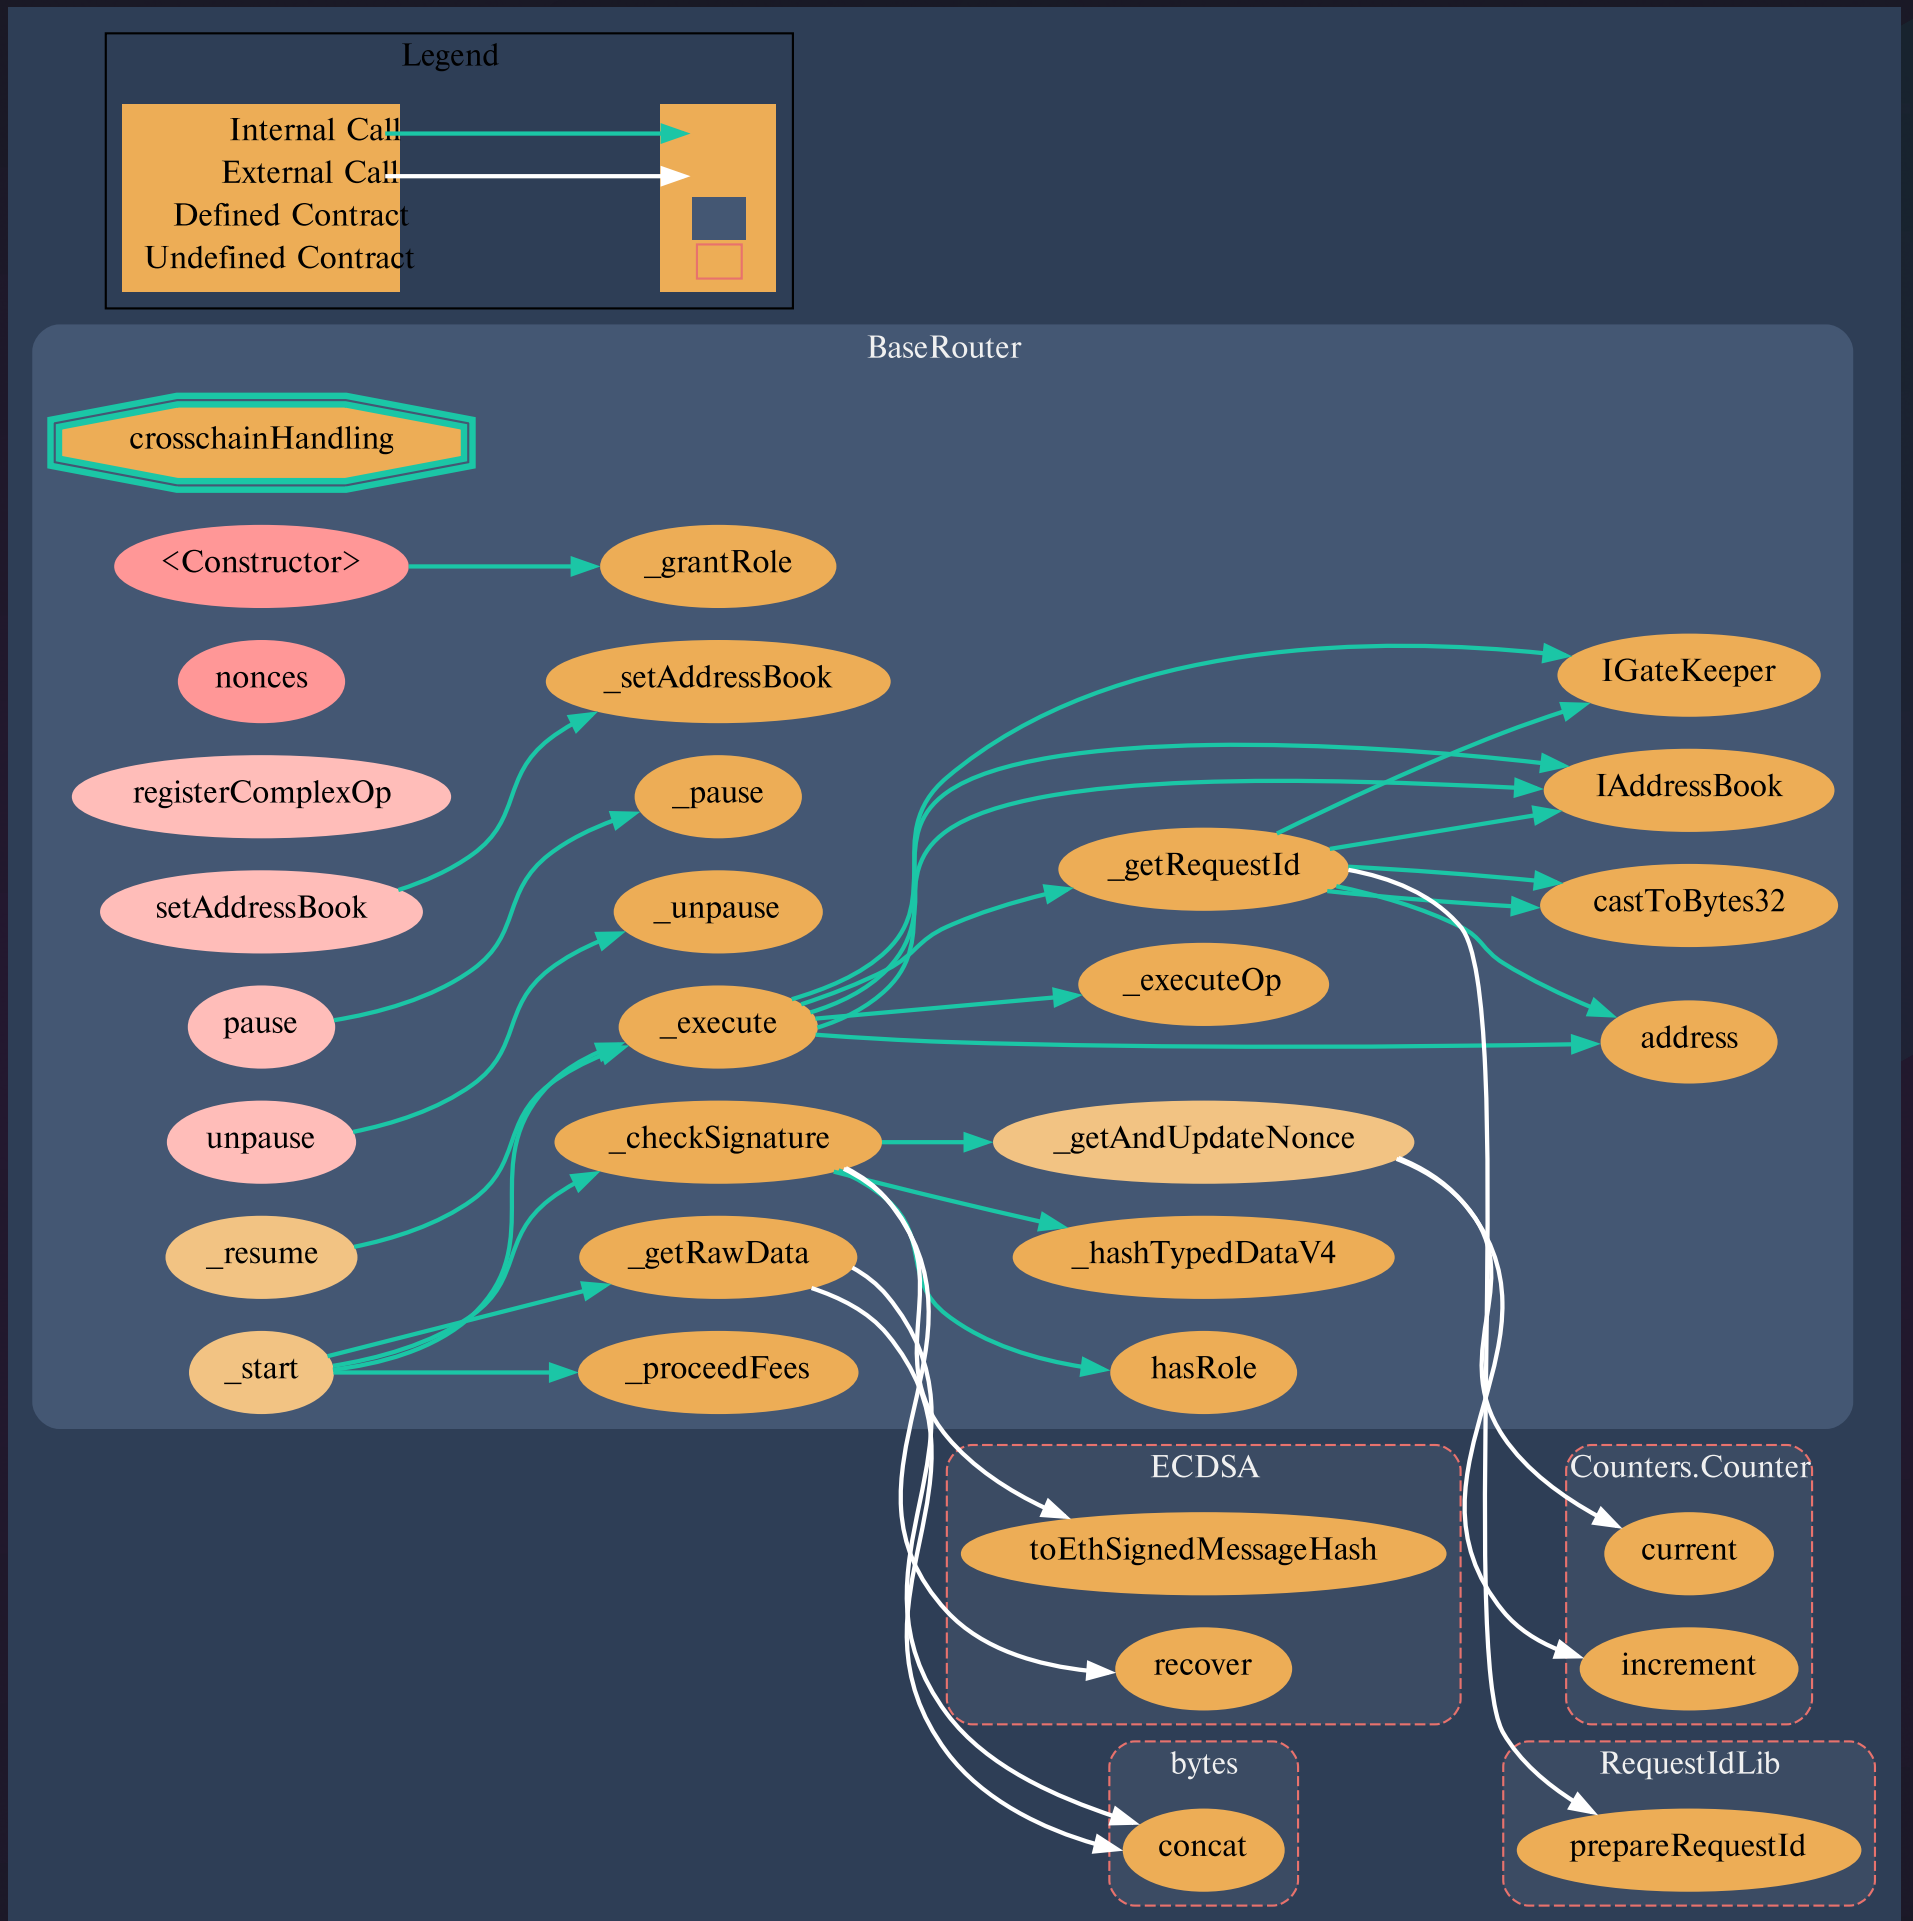 Legend
Internal Call
External Call
Defined Contract
Undefined Contract
BaseRouter
crosschainHandling
<Constructor>
_grantRole
nonces
_setAddressBook
IGateKeeper
registerComplexOp
_pause
IAddressBook
setAddressBook
_unpause
_getRequestId
castToBytes32
pause
_execute
_executeOp
address
unpause
_checkSignature
_getAndUpdateNonce
_resume
_getRawData
_hashTypedDataV4
_start
_proceedFees
hasRole
ECDSA
Counters.Counter
toEthSignedMessageHash
current
recover
increment
bytes
RequestIdLib
concat
prepareRequestId